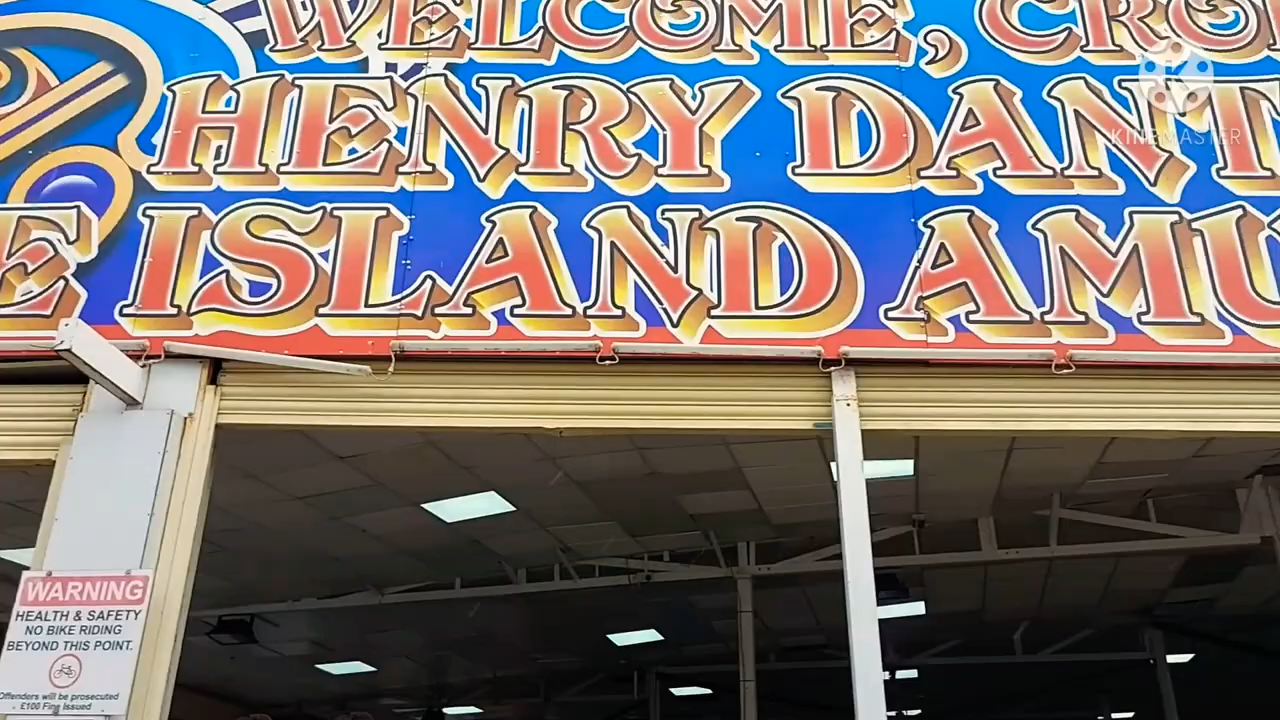 WELCOME, CRO
HENRY DANT
E ISLAND AMU
KINEMASTER
WARNING
HEALTH & SAFETY
NO BIKE RIDING
BEYOND THIS POINT.
Offenders will be prosecuted
£100 Fine Issued